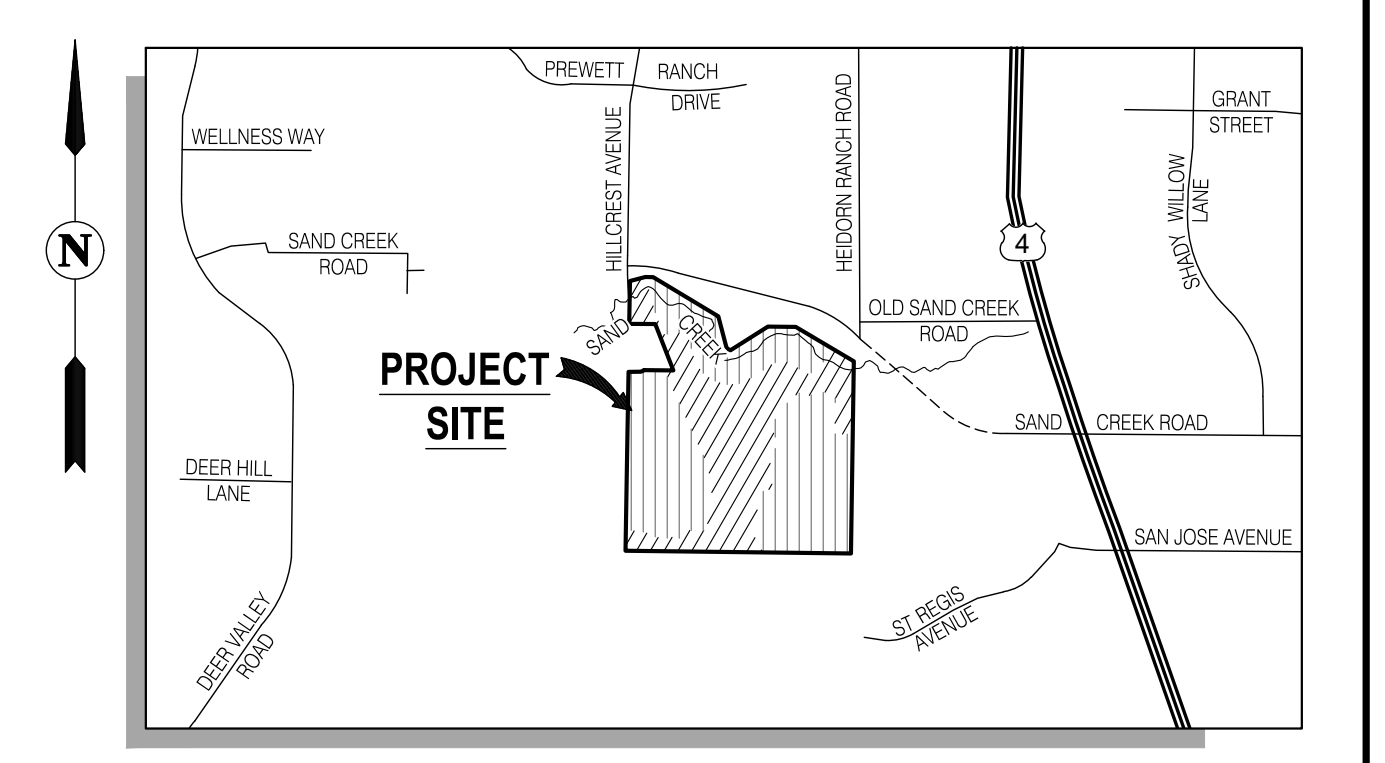 PREWETT RANCH
DRIVE
GRANT
STREET
WELLNESS WAY
HILLCREST AVENUE
HEIDORN RANCH ROAD
SHADY WILLOW
LANE
N
SAND CREEK
ROAD
4
OLD SAND CREEK
ROAD
SAND CREEK
PROJECT
SITE
SAND CREEK ROAD
DEER HILL
LANE
SAN JOSE AVENUE
ST REGIS
AVENUE
DEER VALLEY
ROAD